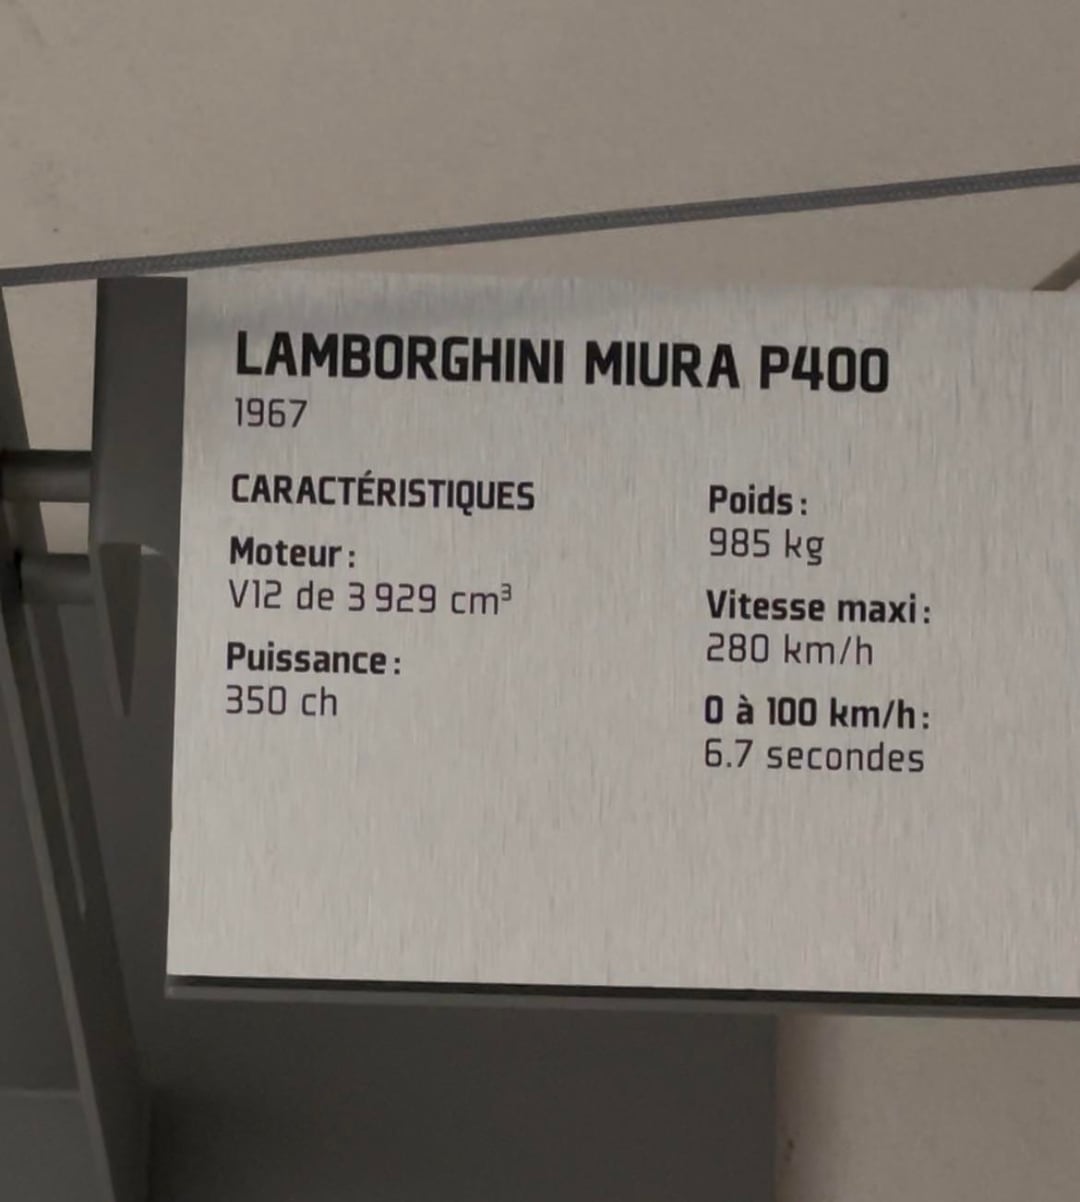 LAMBORGHINI MIURA P400
1967
CARACTÉRISTIQUES
Moteur :
V12 de 3 929 cm³
Puissance :
350 ch
Poids :
985 kg
Vitesse maxi :
280 km/h
0 à 100 km/h :
6.7 secondes